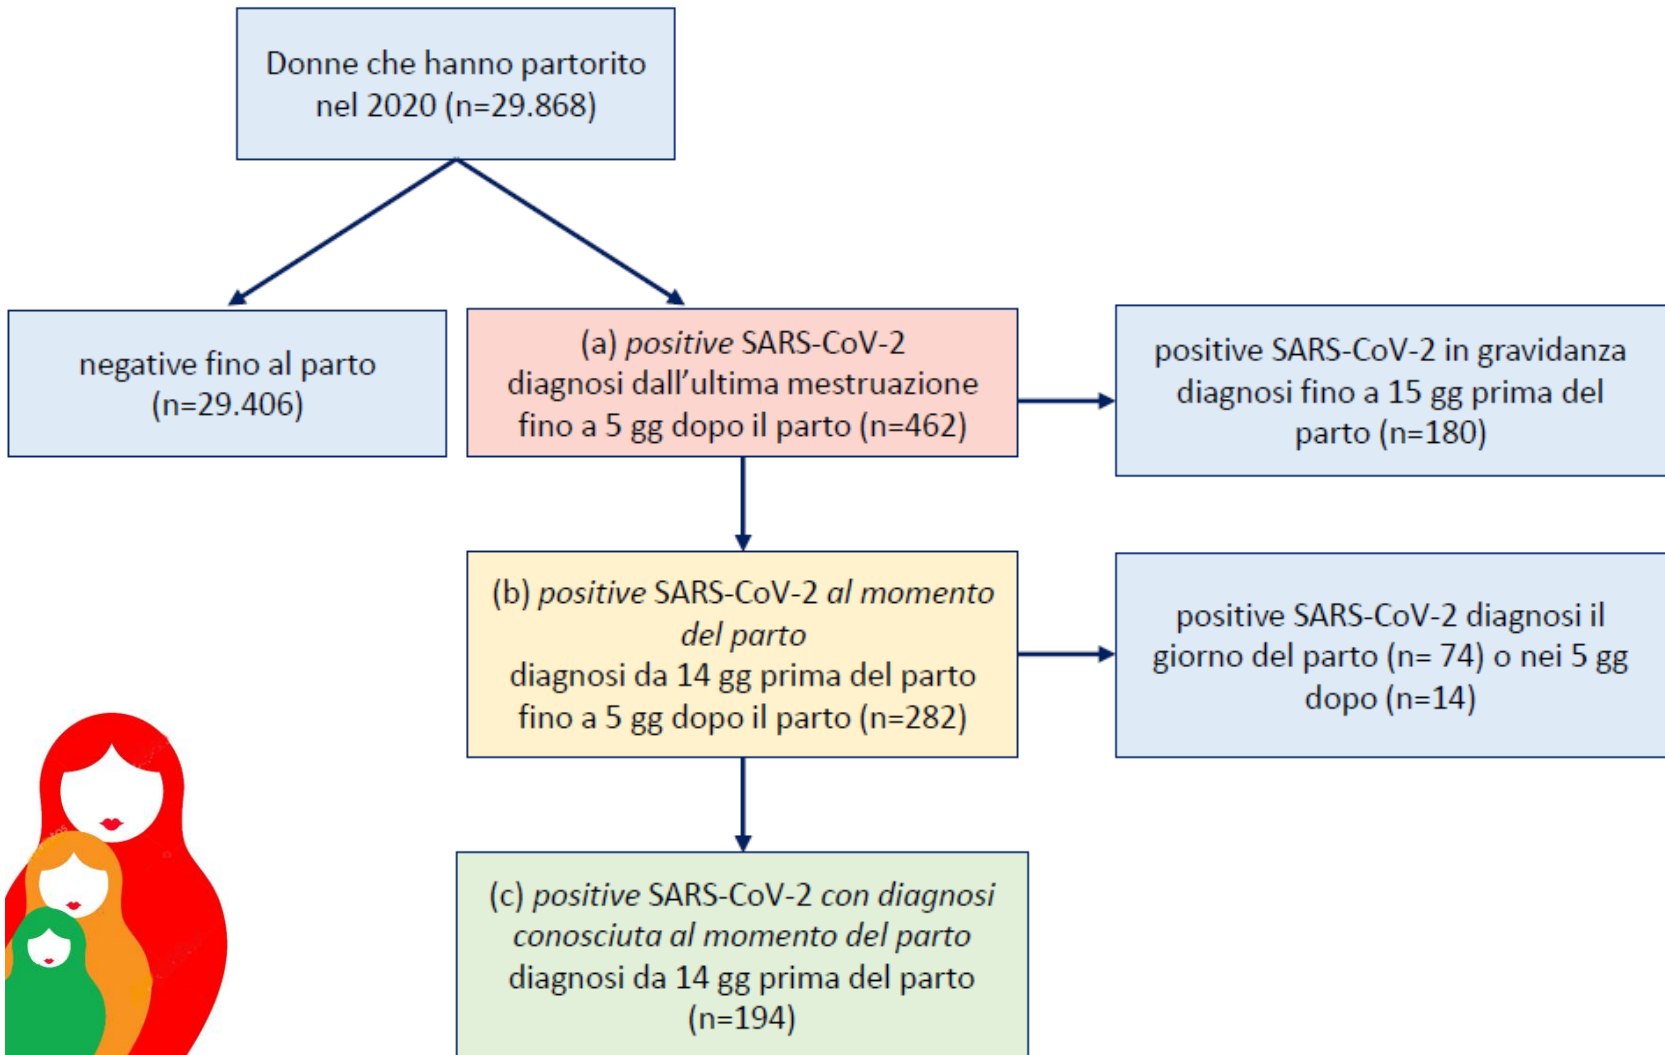 Donne che hanno partorito
nel 2020 (n=29.868)
negative fino al parto
(n=29.406)
(a) positive SARS-CoV-2
diagnosi dall’ultima mestruazione
fino a 5 gg dopo il parto (n=462)
positive SARS-CoV-2 in gravidanza
diagnosi fino a 15 gg prima del
parto (n=180)
(b) positive SARS-CoV-2 al momento
del parto
diagnosi da 14 gg prima del parto
fino a 5 gg dopo il parto (n=282)
positive SARS-CoV-2 diagnosi il
giorno del parto (n= 74) o nei 5 gg
dopo (n=14)
(c) positive SARS-CoV-2 con diagnosi
conosciuta al momento del parto
diagnosi da 14 gg prima del parto
(n=194)